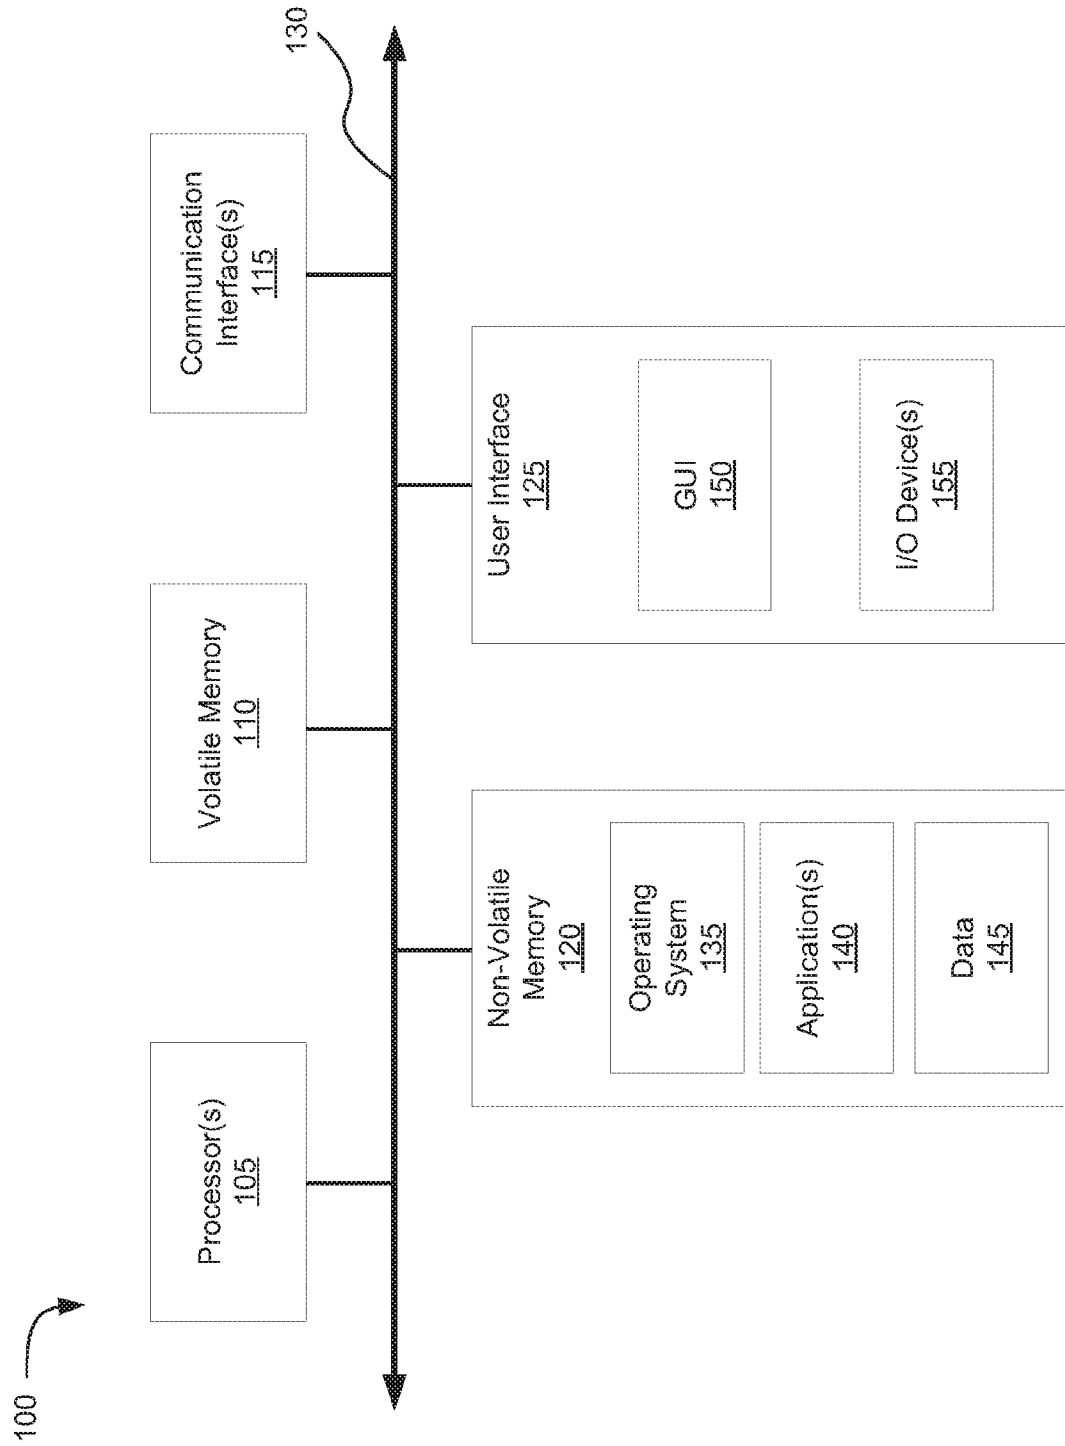 100
Processor(s)
105
Volatile Memory
110
Communication
Interface(s)
115
130
Non-Volatile
Memory
120
Operating
System
135
Application(s)
140
Data
145
User Interface
125
GUI
150
I/O Device(s)
155